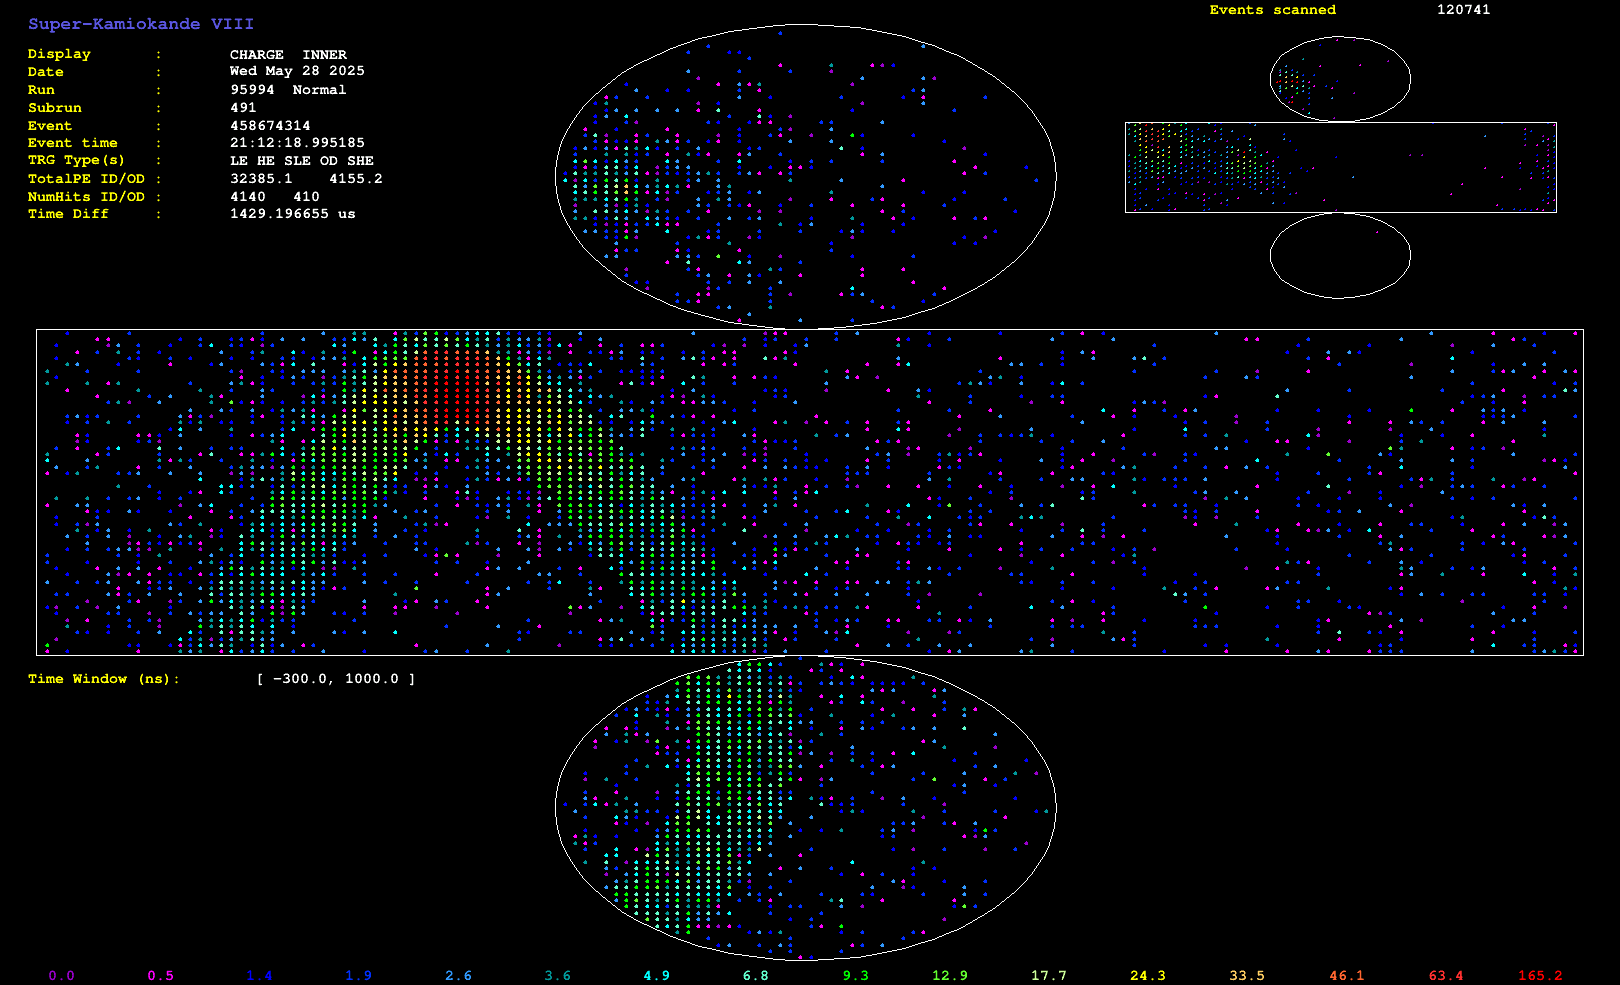 Super-Kamiokande VIII
Events scanned 120741
Display : CHARGE INNER
Date : Wed May 28 2025
Run : 95994 Normal
Subrun : 491
Event : 458674314
Event time : 21:12:18.995185
TRG Type(s) : LE HE SLE OD SHE
TotalPE ID/OD : 32385.1 4155.2
NumHits ID/OD : 4140 410
Time Diff : 1429.196655 us
Time Window (ns): [ -300.0, 1000.0 ]
0.0 0.5 1.4 1.9 2.6 3.6 4.9 6.8 9.3 12.9 17.7 24.3 33.5 46.1 63.4 165.2